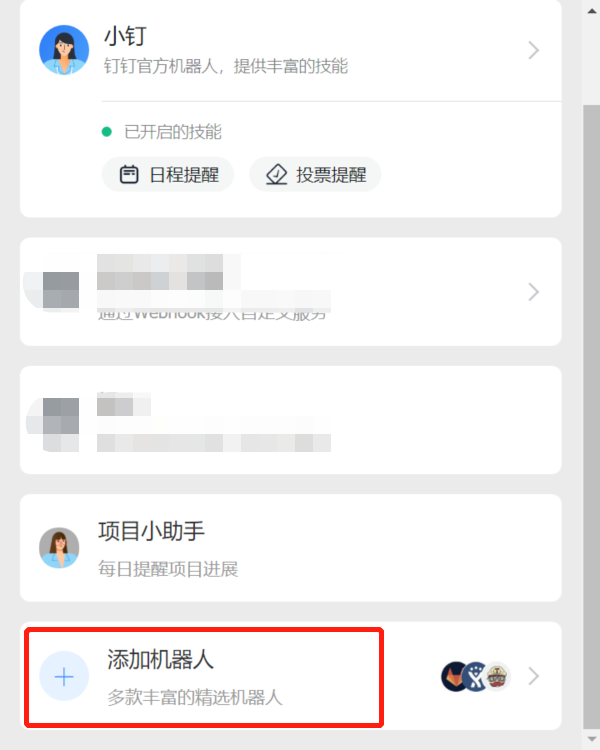 小钉
钉钉官方机器人，提供丰富的技能
已开启的技能
日程提醒
投票提醒
通过Webhook接入自定义服务
项目小助手
每日提醒项目进展
添加机器人
多款丰富的精选机器人